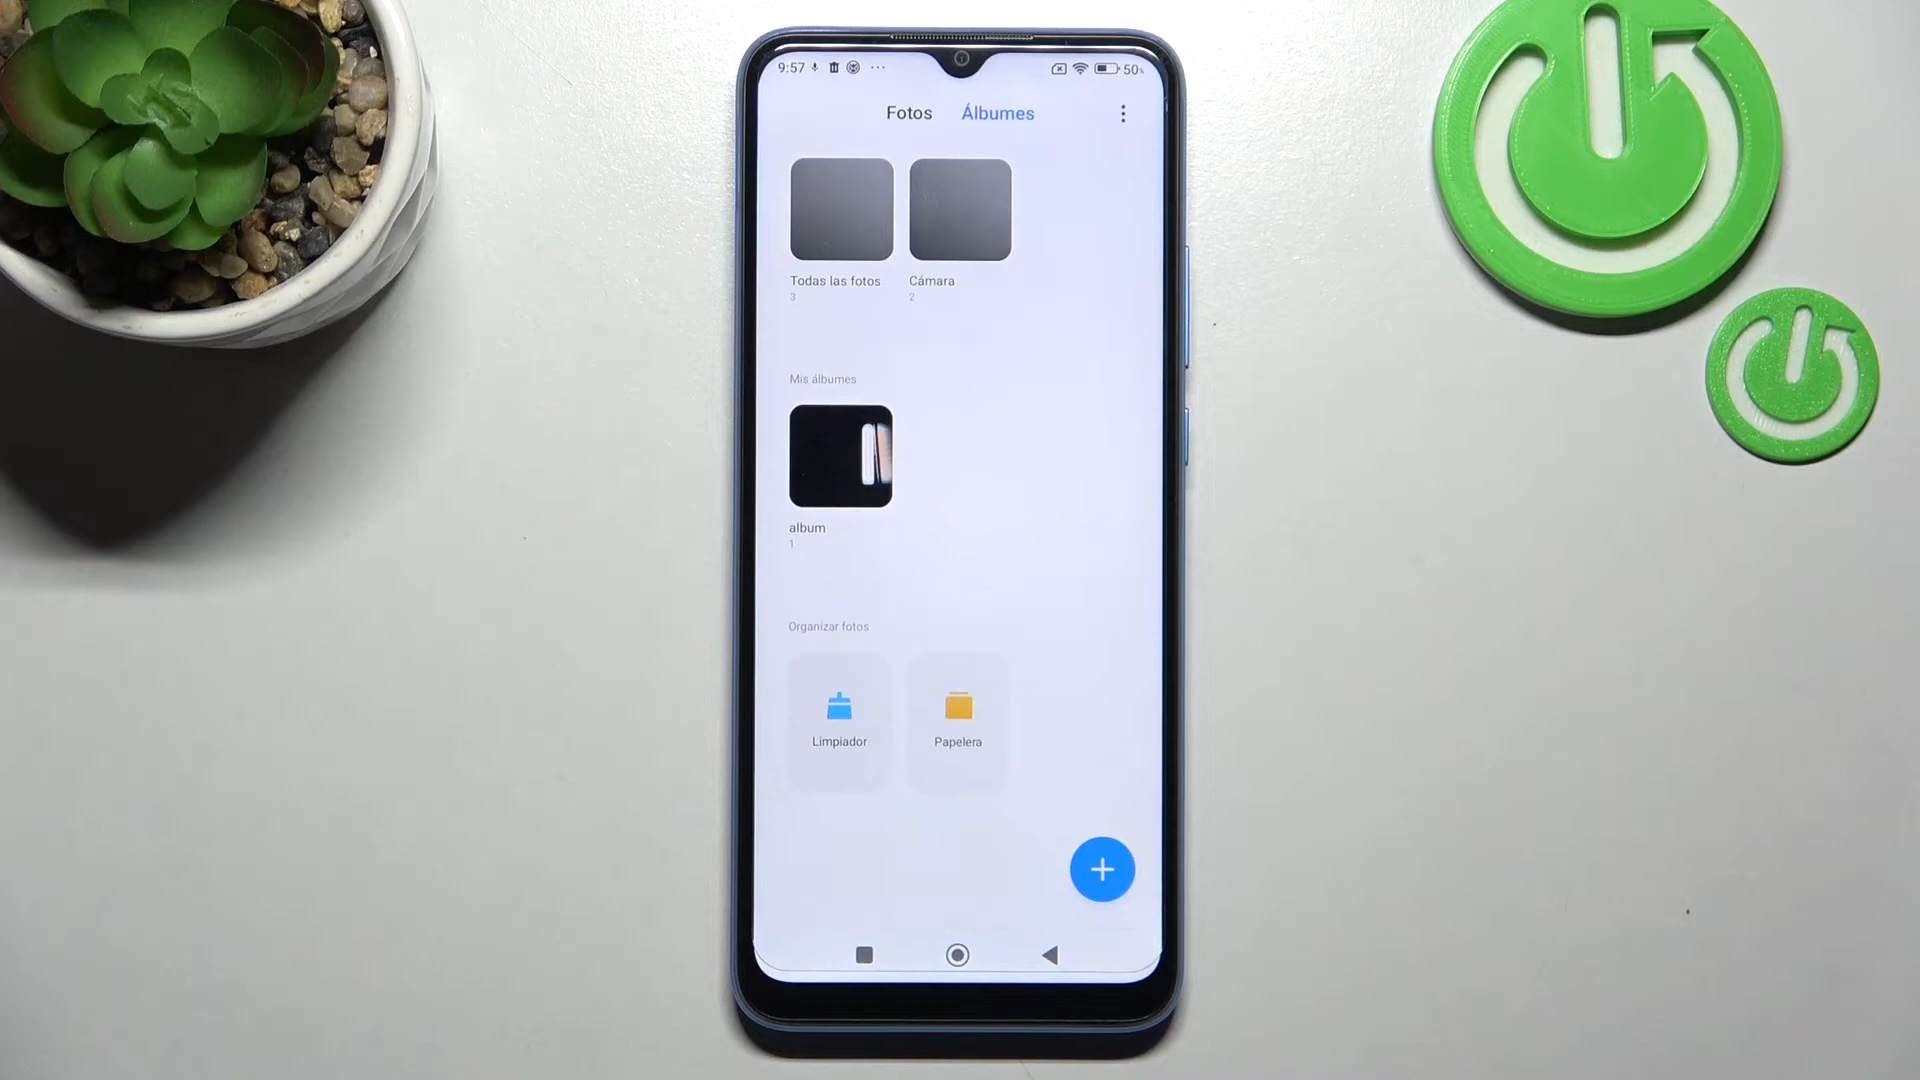 9:57 ... 50%
Fotos Álbumes
Todas las fotos Cámara
3 2
Mis álbumes
album
1
Organizar fotos
Limpiador Papelera